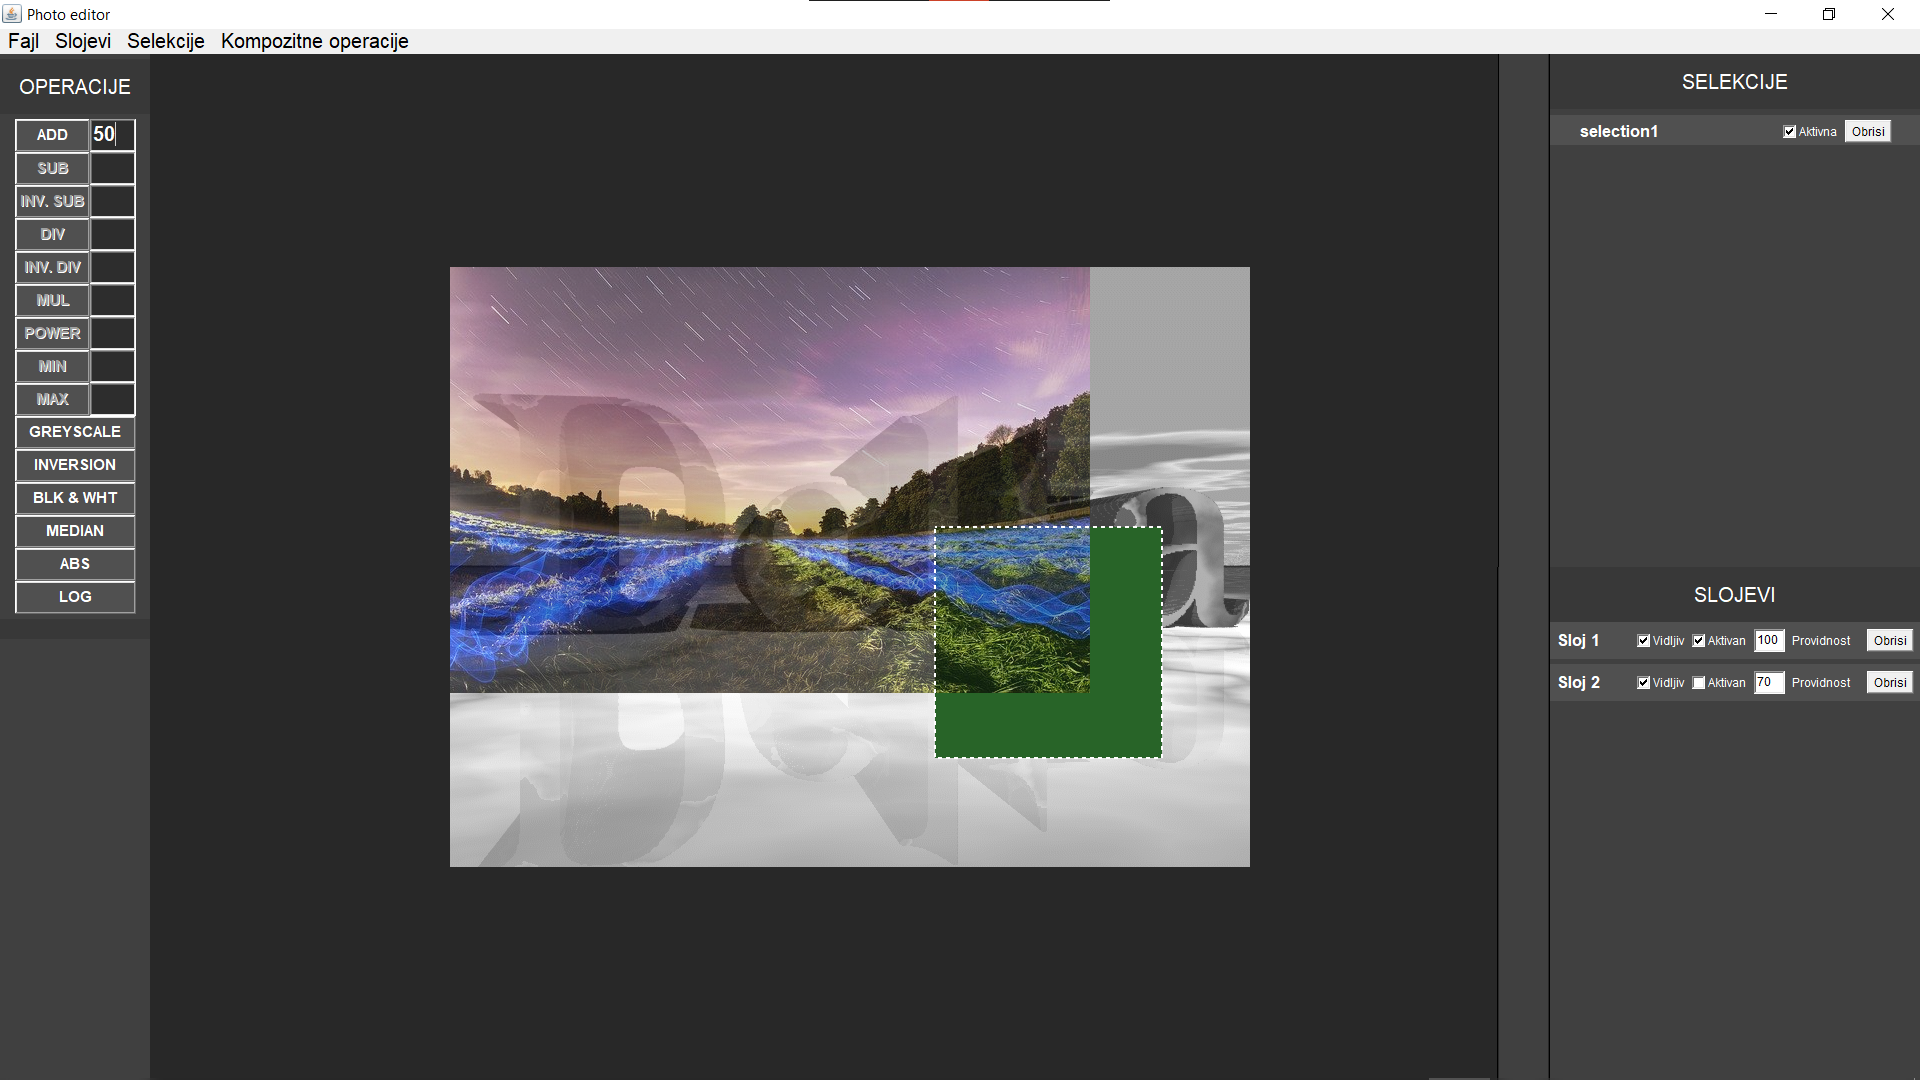 Photo editor
Fajl Slojevi Selekcije Kompozitne operacije
OPERACIJE
ADD 50
SUB
INV. SUB
DIV
INV. DIV
MUL
POWER
MIN
MAX
GREYSCALE
INVERSION
BLK & WHT
MEDIAN
ABS
LOG
SELEKCIJE
selection1 Aktivna Obrisi
SLOJEVI
Sloj 1 Vidljiv Aktivan 100 Providnost Obrisi
Sloj 2 Vidljiv Aktivan 70 Providnost Obrisi